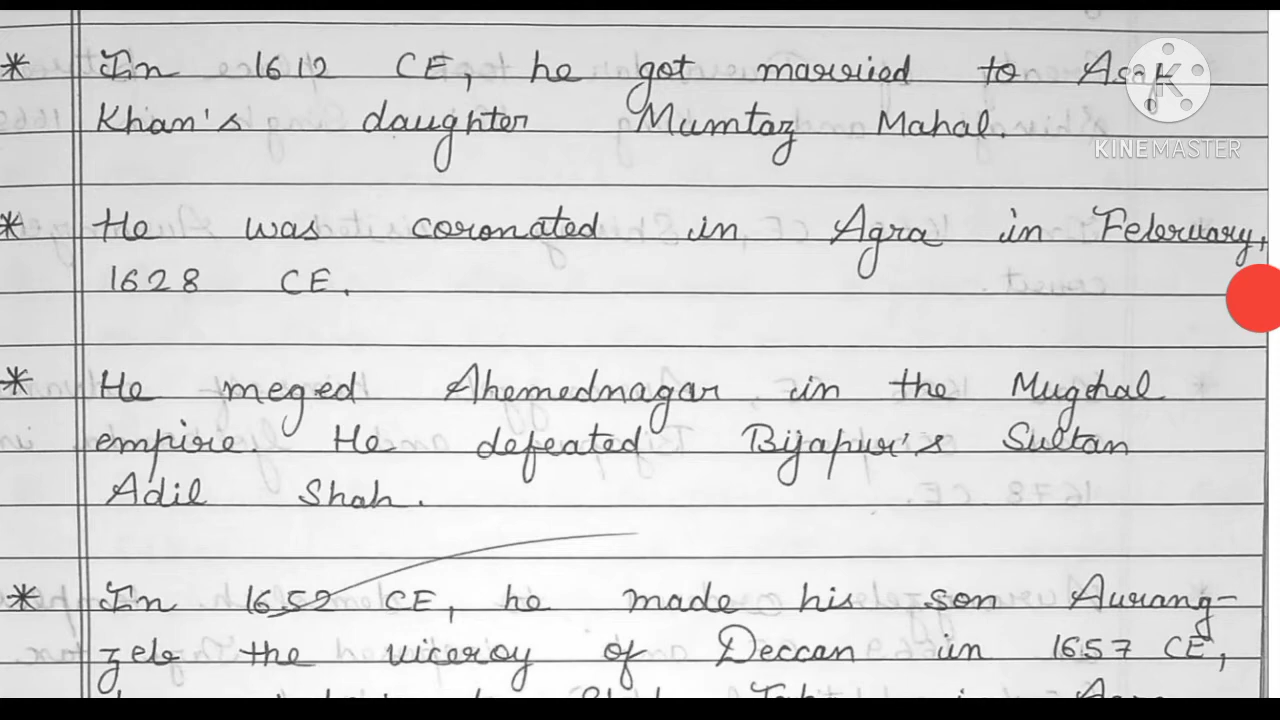 * In 1612 CE, he got married to Asaf
Khan's daughter Mumtaz Mahal.
KINEMASTER
* He was coronated in Agra in February,
1628 CE.
* He meged Ahemednagar in the Mughal
empire. He defeated Bijapur's Sultan
Adil Shah.
* In 1652 CE, he made his son Aurang-
zeb the viceroy of Deccan in 1657 CE,